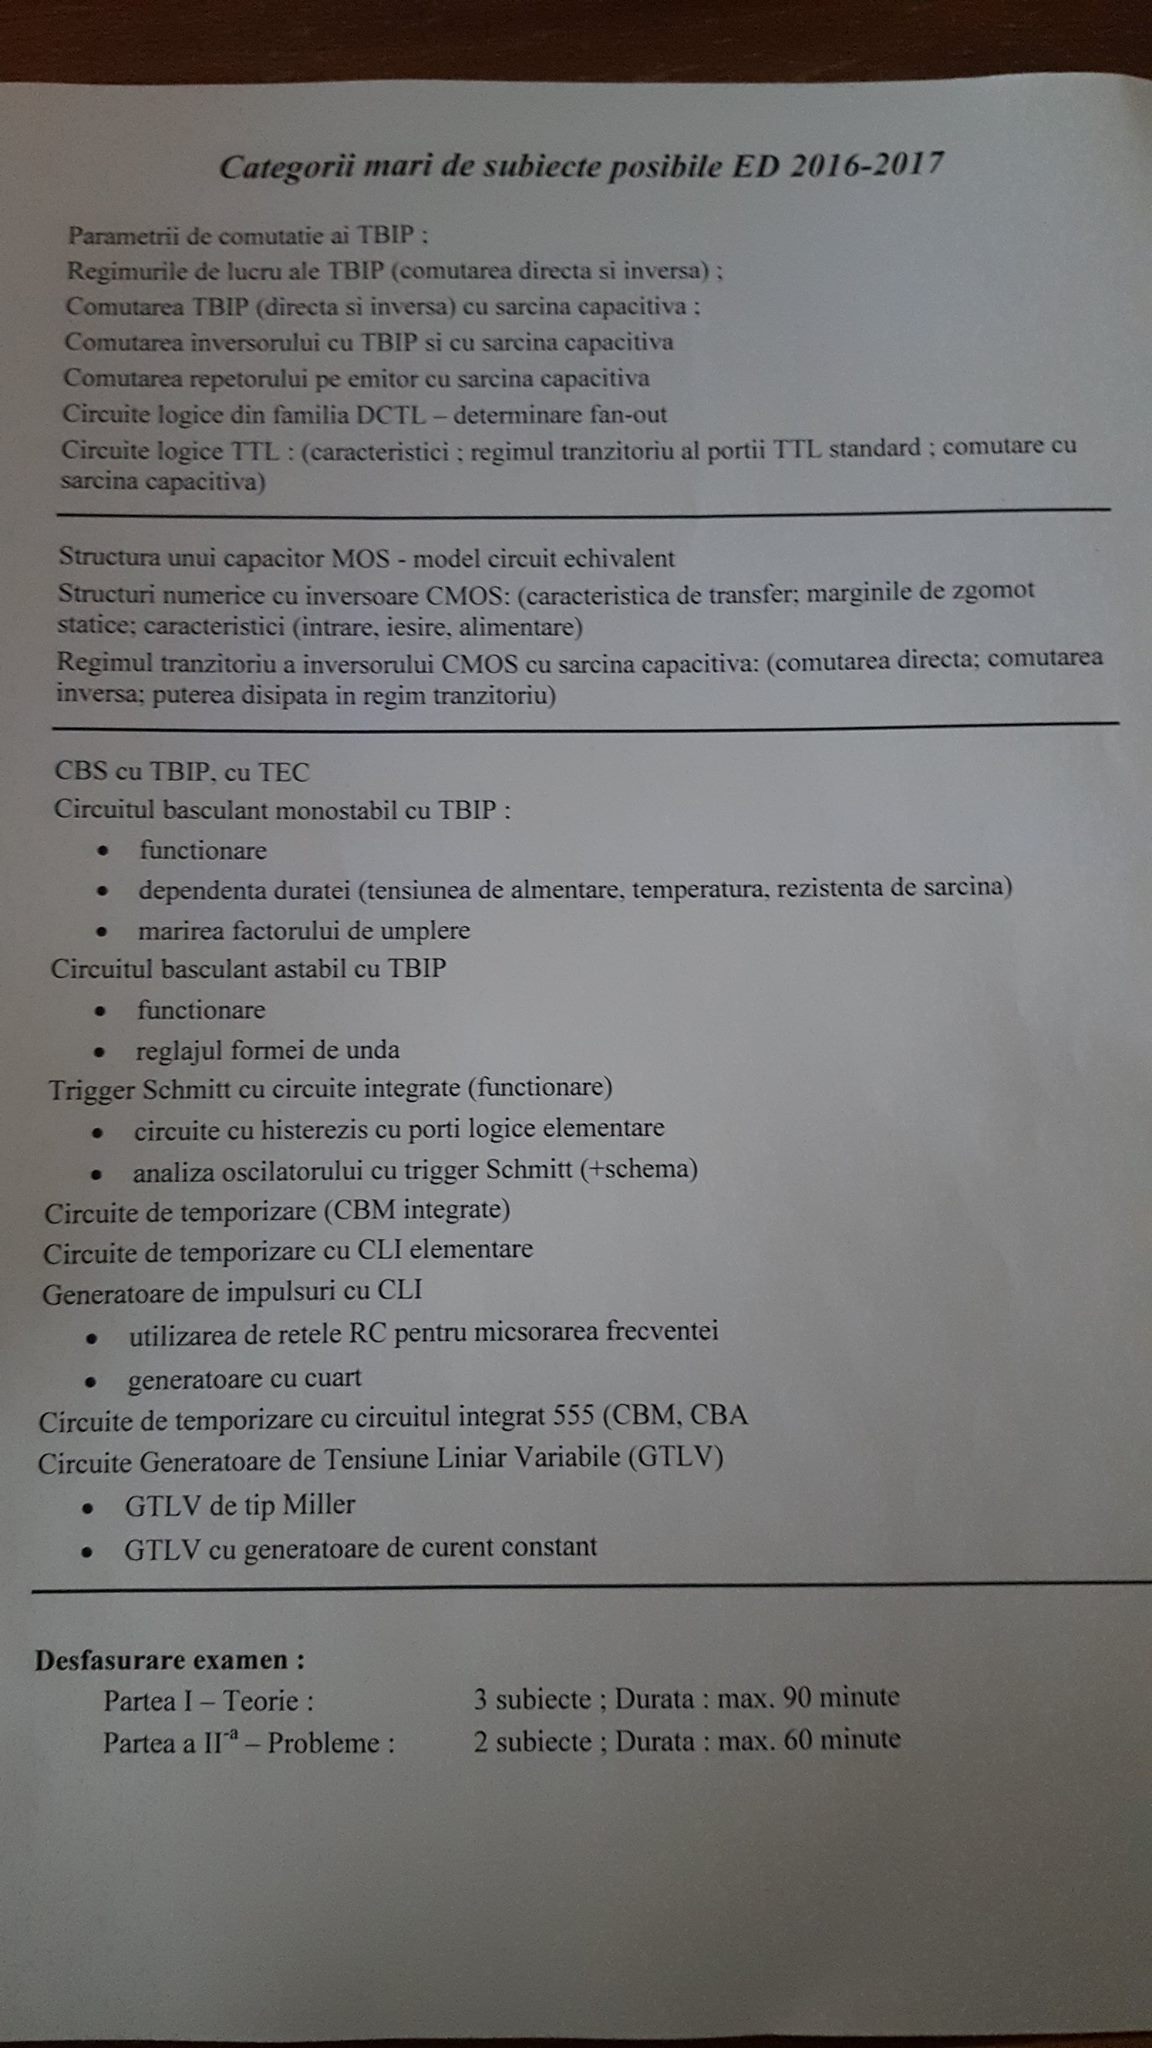 Categorii mari de subiecte posibile ED 2016-2017
Parametrii de comutatie ai TBIP ;
Regimurile de lucru ale TBIP (comutarea directa si inversa) ;
Comutarea TBIP (directa si inversa) cu sarcina capacitiva ;
Comutarea inversorului cu TBIP si cu sarcina capacitiva
Comutarea repetorului pe emitor cu sarcina capacitiva
Circuite logice din familia DCTL – determinare fan-out
Circuite logice TTL : (caracteristici ; regimul tranzitoriu al portii TTL standard ; comutare cu
sarcina capacitiva)
Structura unui capacitor MOS - model circuit echivalent
Structuri numerice cu inversoare CMOS: (caracteristica de transfer; marginile de zgomot
statice; caracteristici (intrare, iesire, alimentare)
Regimul tranzitoriu a inversorului CMOS cu sarcina capacitiva: (comutarea directa; comutarea
inversa; puterea disipata in regim tranzitoriu)
CBS cu TBIP, cu TEC
Circuitul basculant monostabil cu TBIP :
• functionare
• dependenta duratei (tensiunea de almentare, temperatura, rezistenta de sarcina)
• marirea factorului de umplere
Circuitul basculant astabil cu TBIP
• functionare
• reglajul formei de unda
Trigger Schmitt cu circuite integrate (functionare)
• circuite cu histerezis cu porti logice elementare
• analiza oscilatorului cu trigger Schmitt (+schema)
Circuite de temporizare (CBM integrate)
Circuite de temporizare cu CLI elementare
Generatoare de impulsuri cu CLI
• utilizarea de retele RC pentru micsorarea frecventei
• generatoare cu cuart
Circuite de temporizare cu circuitul integrat 555 (CBM, CBA
Circuite Generatoare de Tensiune Liniar Variabile (GTLV)
• GTLV de tip Miller
• GTLV cu generatoare de curent constant
Desfasurare examen :
Partea I – Teorie : 3 subiecte ; Durata : max. 90 minute
Partea a II-a – Probleme : 2 subiecte ; Durata : max. 60 minute